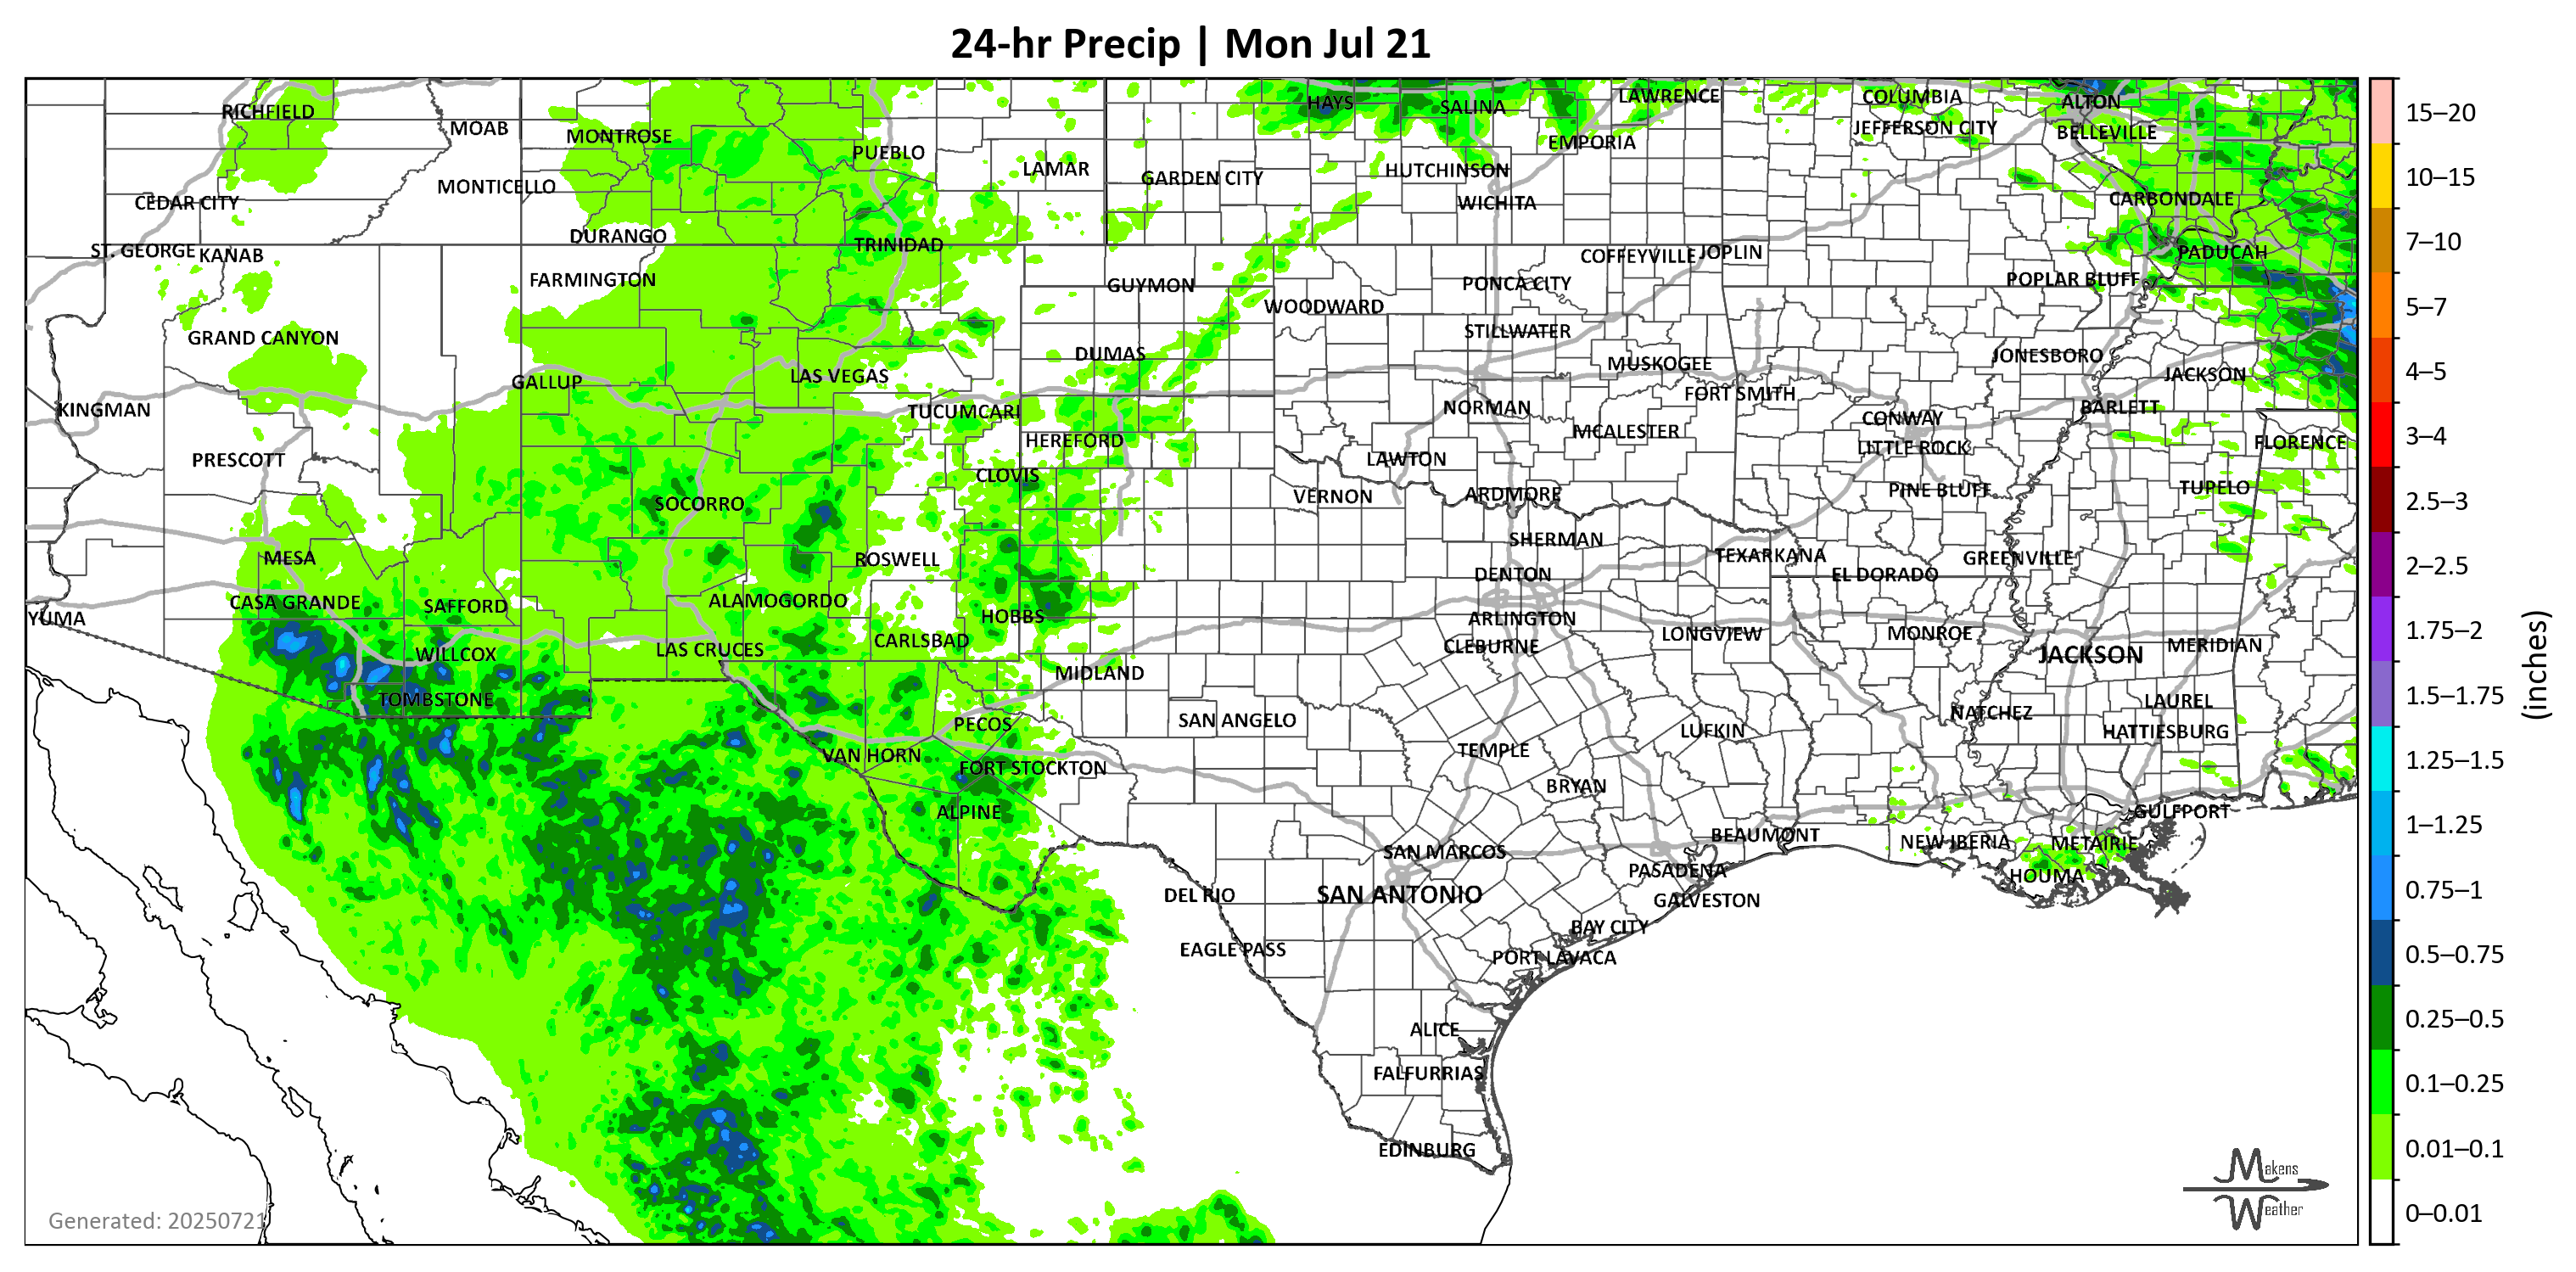 24-hr Precip | Mon Jul 21
RICHFIELD
MOAB
MONTROSE
PUEBLO
LAMAR
GARDEN CITY
HAYS
SALINA
LAWRENCE
EMPORIA
HUTCHINSON
WICHITA
COLUMBIA
JEFFERSON CITY
ALTON
BELLEVILLE
CARBONDALE
PADUCAH
POPLAR BLUFF
MONTICELLO
CEDAR CITY
ST. GEORGE
KANAB
DURANGO
TRINIDAD
FARMINGTON
GUYMON
WOODWARD
PONCA CITY
COFFEYVILLE
JOPLIN
STILLWATER
GRAND CANYON
DUMAS
MUSKOGEE
FORT SMITH
JONESBORO
JACKSON
BARLETT
GALLUP
LAS VEGAS
KINGMAN
TUCUMCARI
HEREFORD
NORMAN
MCALESTER
CONWAY
LITTLE ROCK
FLORENCE
PRESCOTT
CLOVIS
LAWTON
VERNON
ARDMORE
PINE BLUFF
TUPELO
SOCORRO
ROSWELL
SHERMAN
TEXARKANA
GREENVILLE
MESA
DENTON
EL DORADO
CASA GRANDE
SAFFORD
ALAMOGORDO
HOBBS
YUMA
ARLINGTON
CLEBURNE
LONGVIEW
MONROE
JACKSON
MERIDIAN
WILLCOX
LAS CRUCES
CARLSBAD
MIDLAND
TOMBSTONE
PECOS
SAN ANGELO
LAUREL
NATCHEZ
HATTIESBURG
LUFKIN
VAN HORN
FORT STOCKTON
TEMPLE
BRYAN
ALPINE
GULFPORT
BEAUMONT
NEW IBERIA
METAIRIE
SAN MARCOS
PASADENA
HOUMA
DEL RIO
SAN ANTONIO
GALVESTON
BAY CITY
EAGLE PASS
PORT LAVACA
ALICE
FALFURRIAS
EDINBURG
Generated: 20250721
Makens
Weather
15–20
10–15
7–10
5–7
4–5
3–4
2.5–3
2–2.5
1.75–2
1.5–1.75
1.25–1.5
1–1.25
0.75–1
0.5–0.75
0.25–0.5
0.1–0.25
0.01–0.1
0–0.01
(inches)